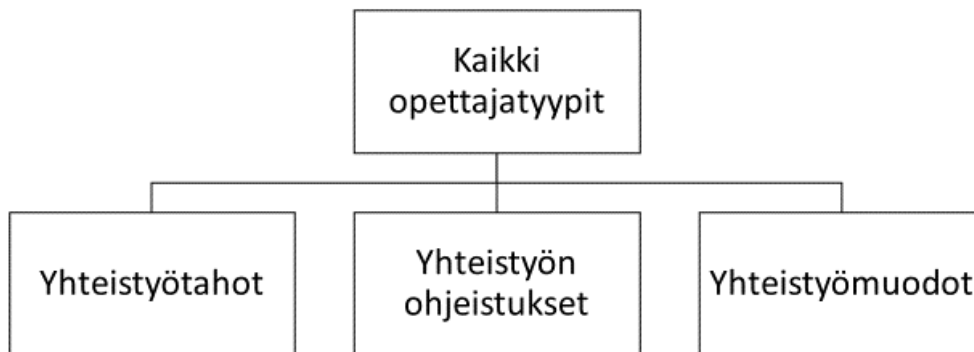 Kaikki
opettajatyypit
Yhteistyötahot
Yhteistyön
ohjeistukset
Yhteistyömuodot